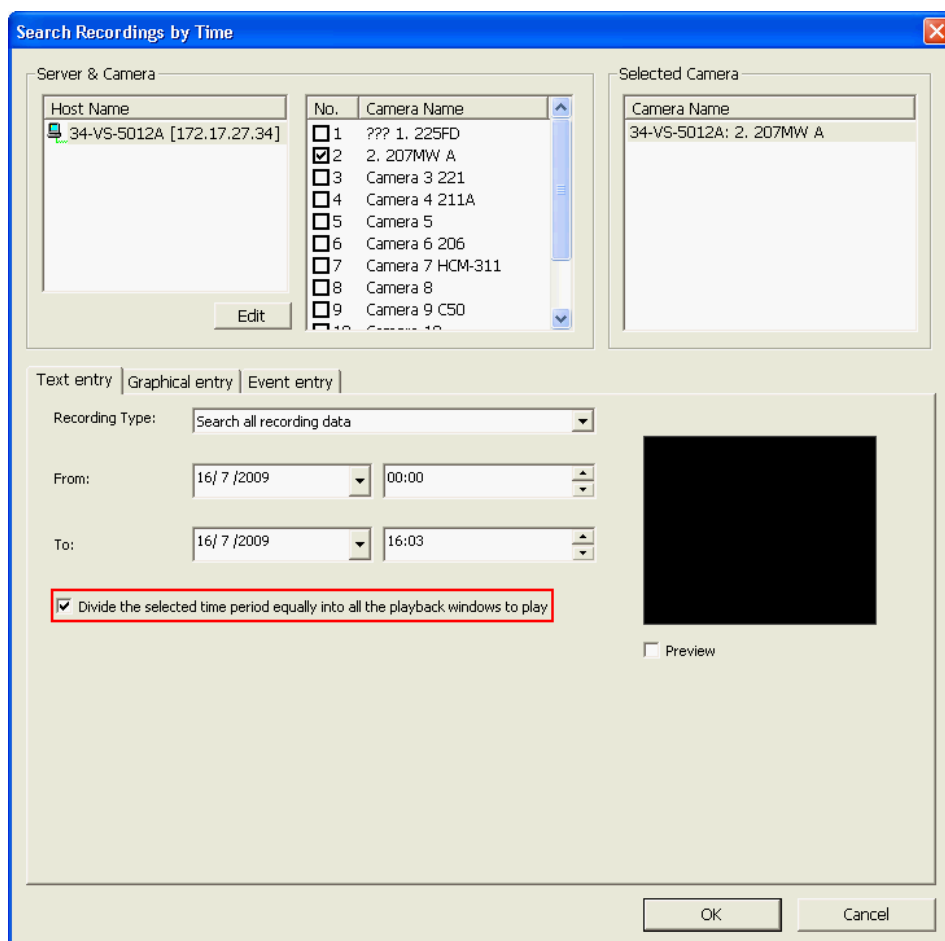 Search Recordings by Time
Server & Camera
Host Name
34-VS-5012A [172.17.27.34]
Edit
No. Camera Name
1 ??? 1. 225FD
2 2. 207MW A
3 Camera 3 221
4 Camera 4 211A
5 Camera 5
6 Camera 6 206
7 Camera 7 HCM-311
8 Camera 8
9 Camera 9 C50
Selected Camera
Camera Name
34-VS-5012A: 2. 207MW A
Text entry Graphical entry Event entry
Recording Type: Search all recording data
From: 16/ 7 /2009 00:00
To: 16/ 7 /2009 16:03
Divide the selected time period equally into all the playback windows to play
Preview
OK Cancel